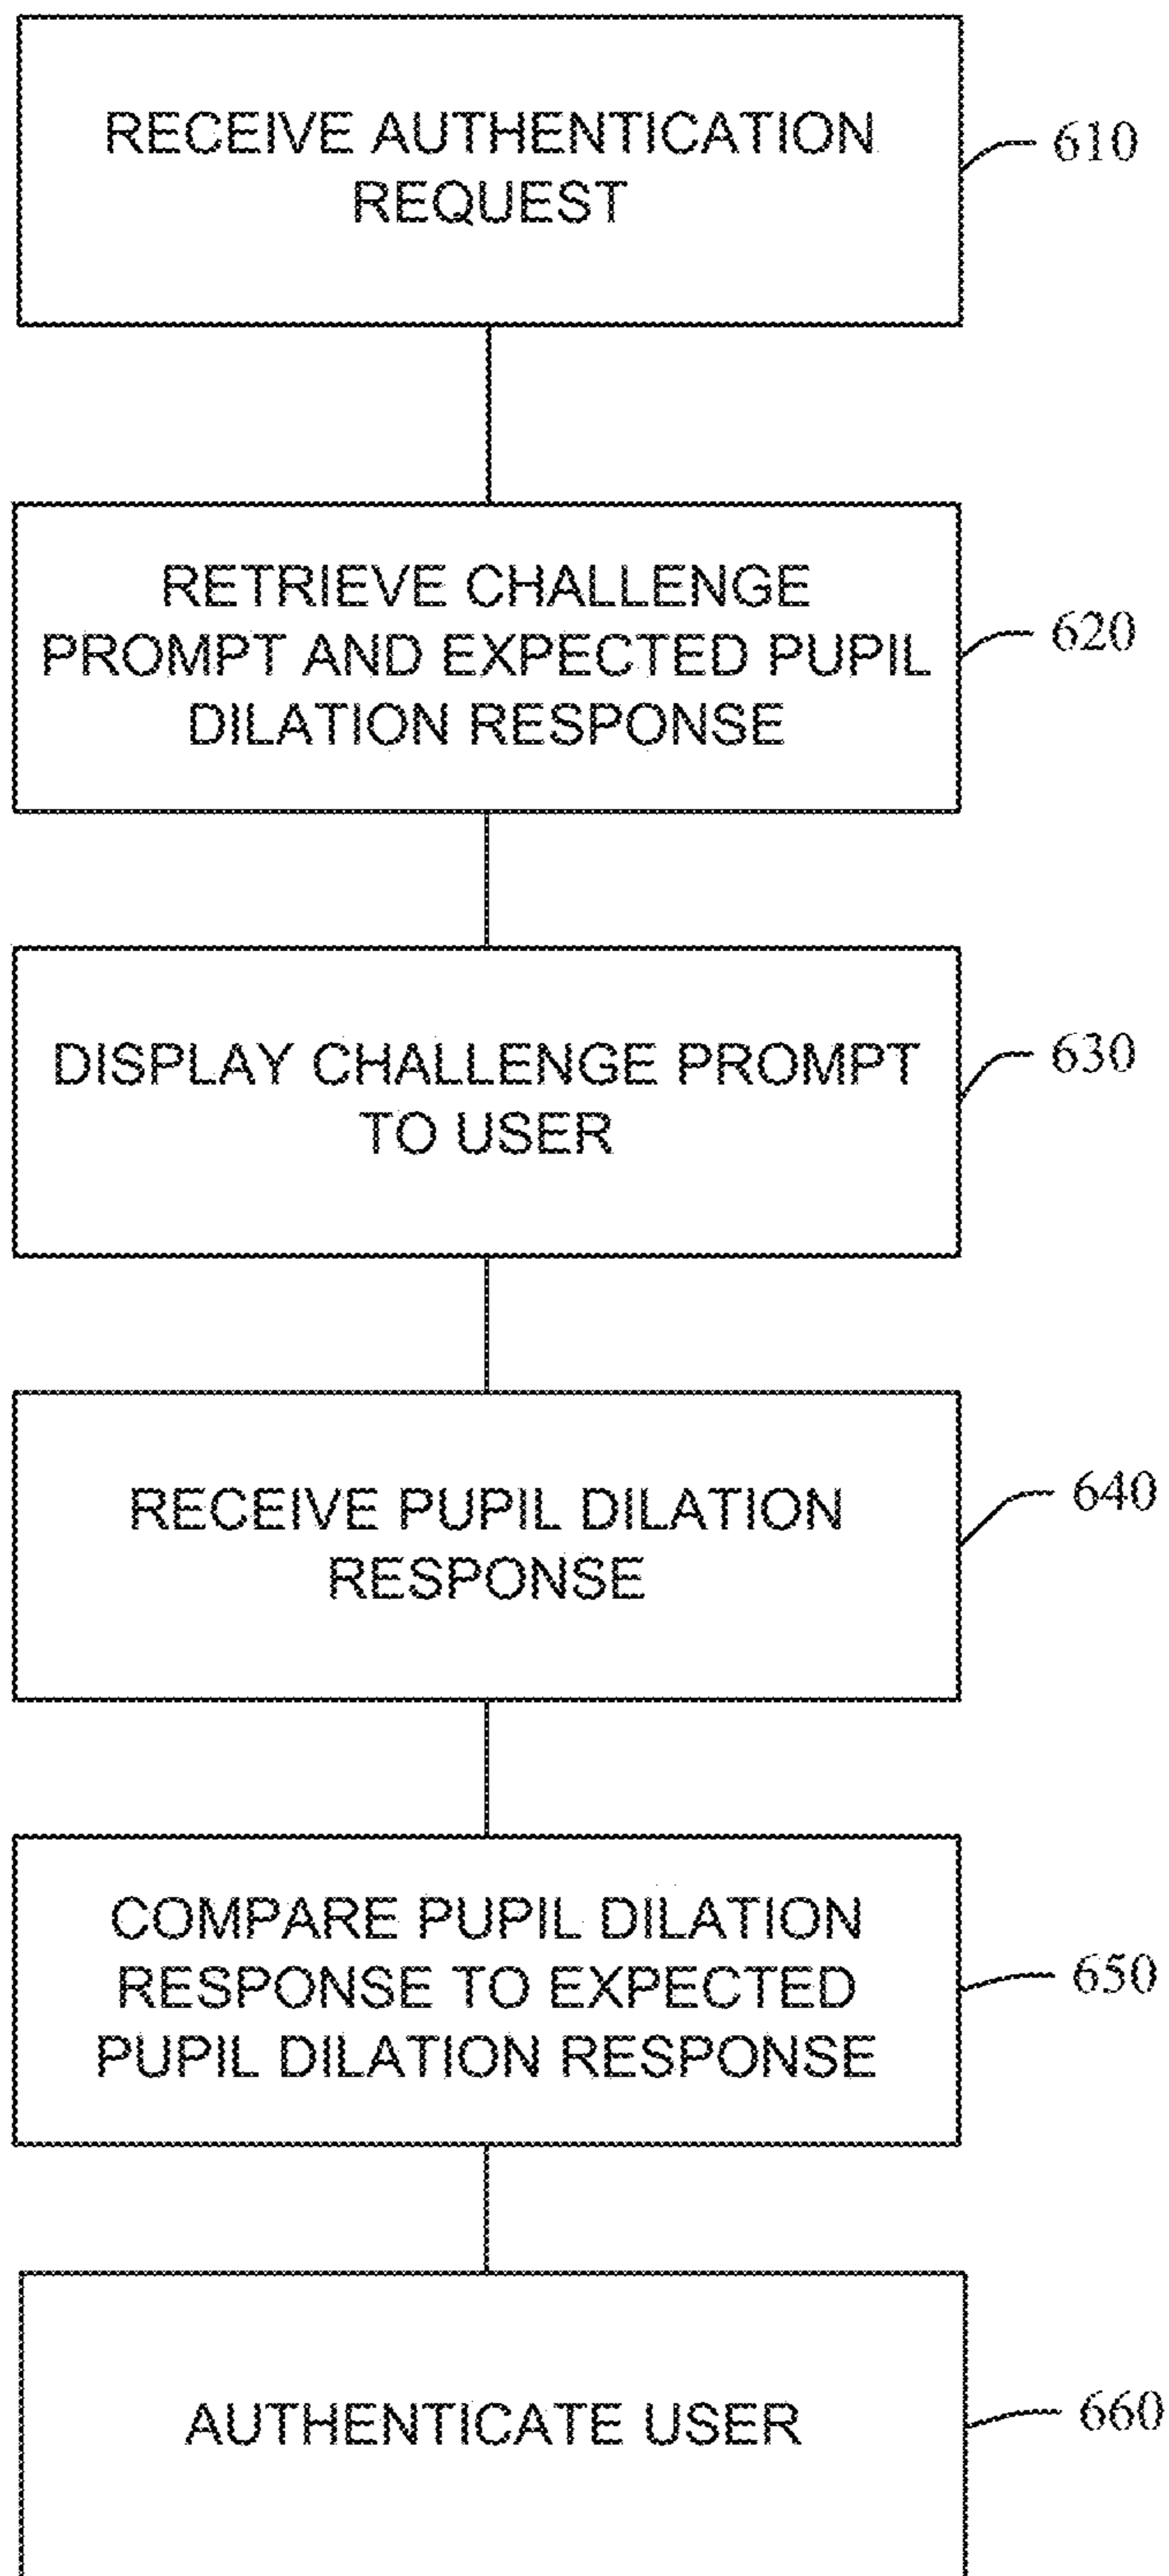 RECEIVE AUTHENTICATION
REQUEST
610
RETRIEVE CHALLENGE
PROMPT AND EXPECTED PUPIL
DILATION RESPONSE
620
DISPLAY CHALLENGE PROMPT
TO USER
630
RECEIVE PUPIL DILATION
RESPONSE
640
COMPARE PUPIL DILATION
RESPONSE TO EXPECTED
PUPIL DILATION RESPONSE
650
AUTHENTICATE USER
660